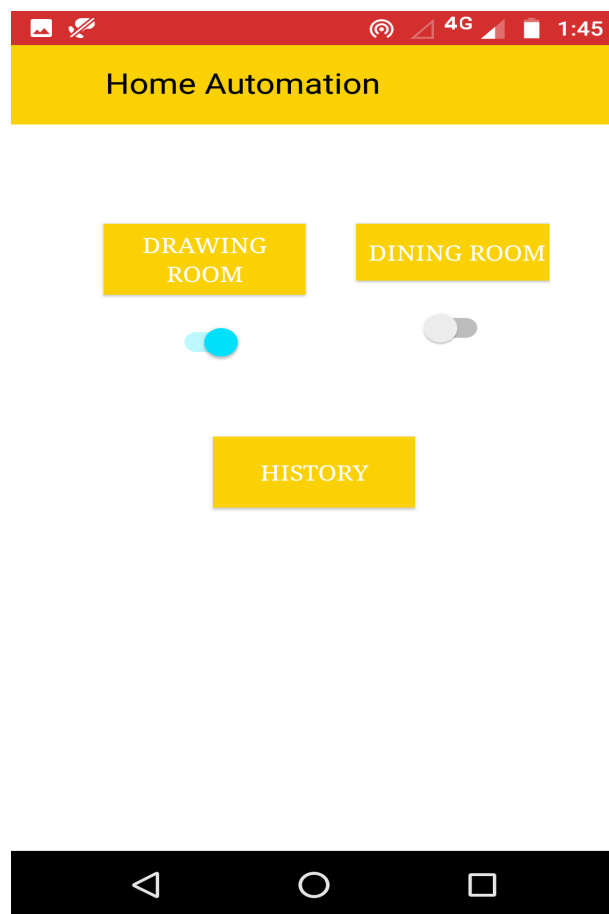 4G 1:45
Home Automation
DRAWING
ROOM
DINING ROOM
HISTORY